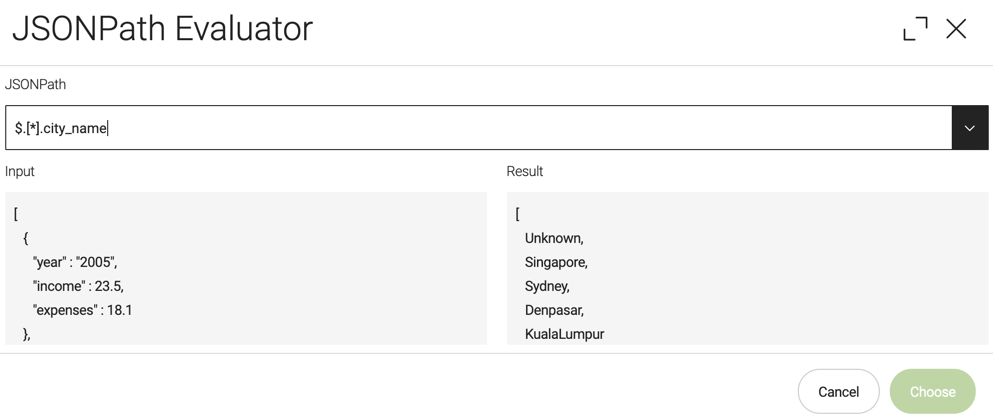 JSONPath Evaluator
JSONPath
$.[*].city_name
Input
[
{
"year" : "2005",
"income" : 23.5,
"expenses" : 18.1
},
Result
[
Unknown,
Singapore,
Sydney,
Denpasar,
KualaLumpur
Cancel
Choose